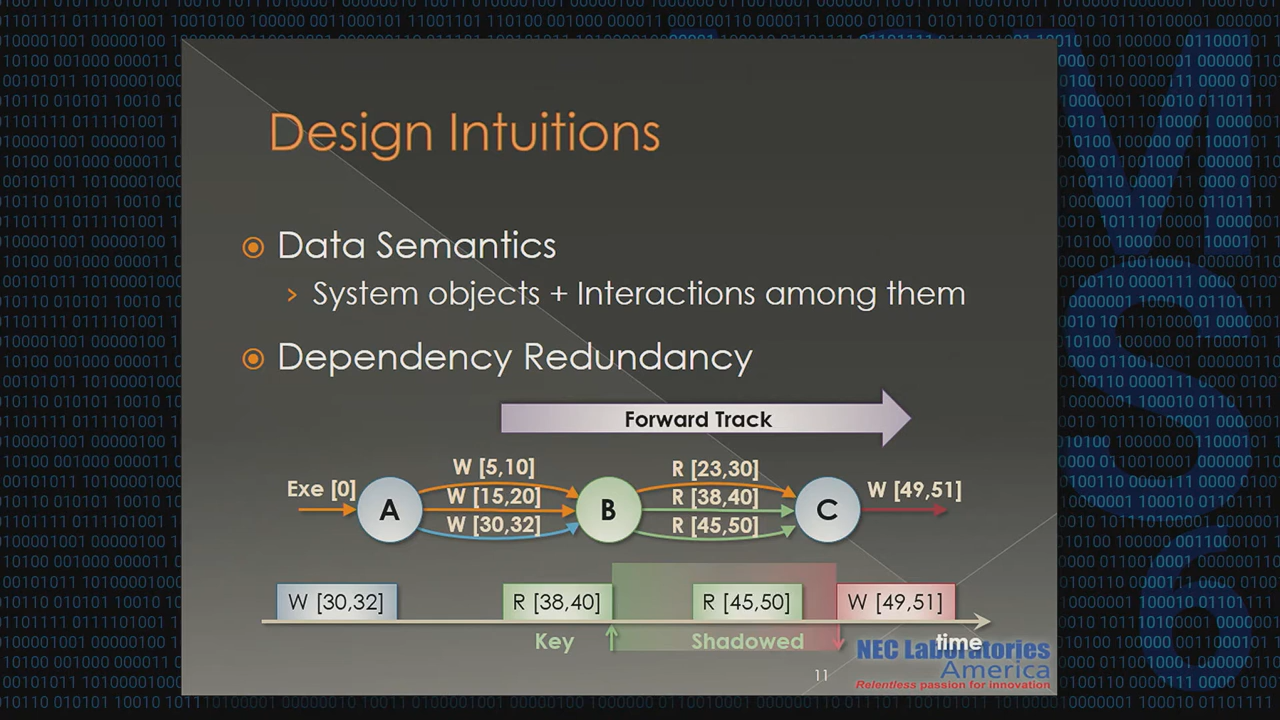 Design Intuitions
Data Semantics
System objects + Interactions among them
Dependency Redundancy
Forward Track
Exe [0]
A
W [5,10]
W [15,20]
W [30,32]
B
R [23,30]
R [38,40]
R [45,50]
C
W [49,51]
W [30,32]
R [38,40]
R [45,50]
W [49,51]
Key
Shadowed
time
NEC Laboratories
America
Relentless passion for innovation
11